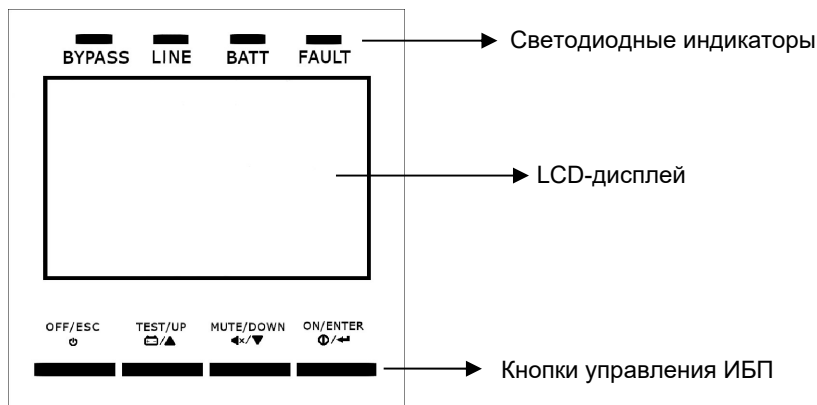 BYPASS LINE BATT FAULT
Светодиодные индикаторы
LCD-дисплей
OFF/ESC TEST/UP MUTE/DOWN ON/ENTER
Кнопки управления ИБП